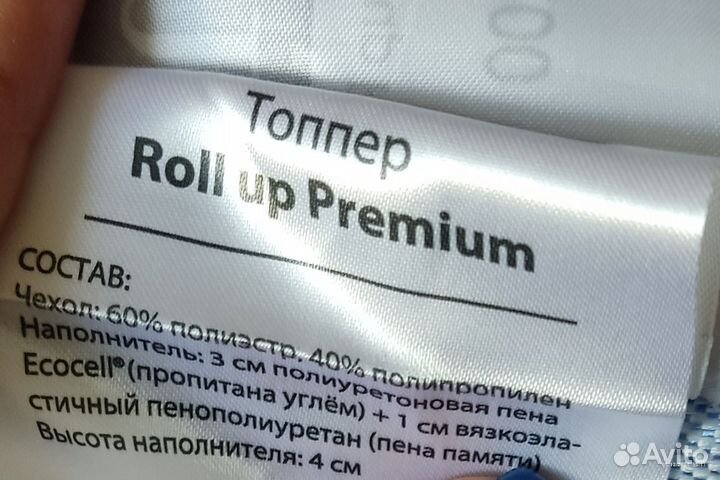 Топпер
Roll up Premium
СОСТАВ:
Чехол: 60% полиэстр, 40% полипропилен
Наполнитель: 3 см полиуретоновая пена
Ecocell® (пропитана углём) + 1 см вязкоэла-
стичный пенополиуретан (пена памяти)
Высота наполнителя: 4 см
Avito